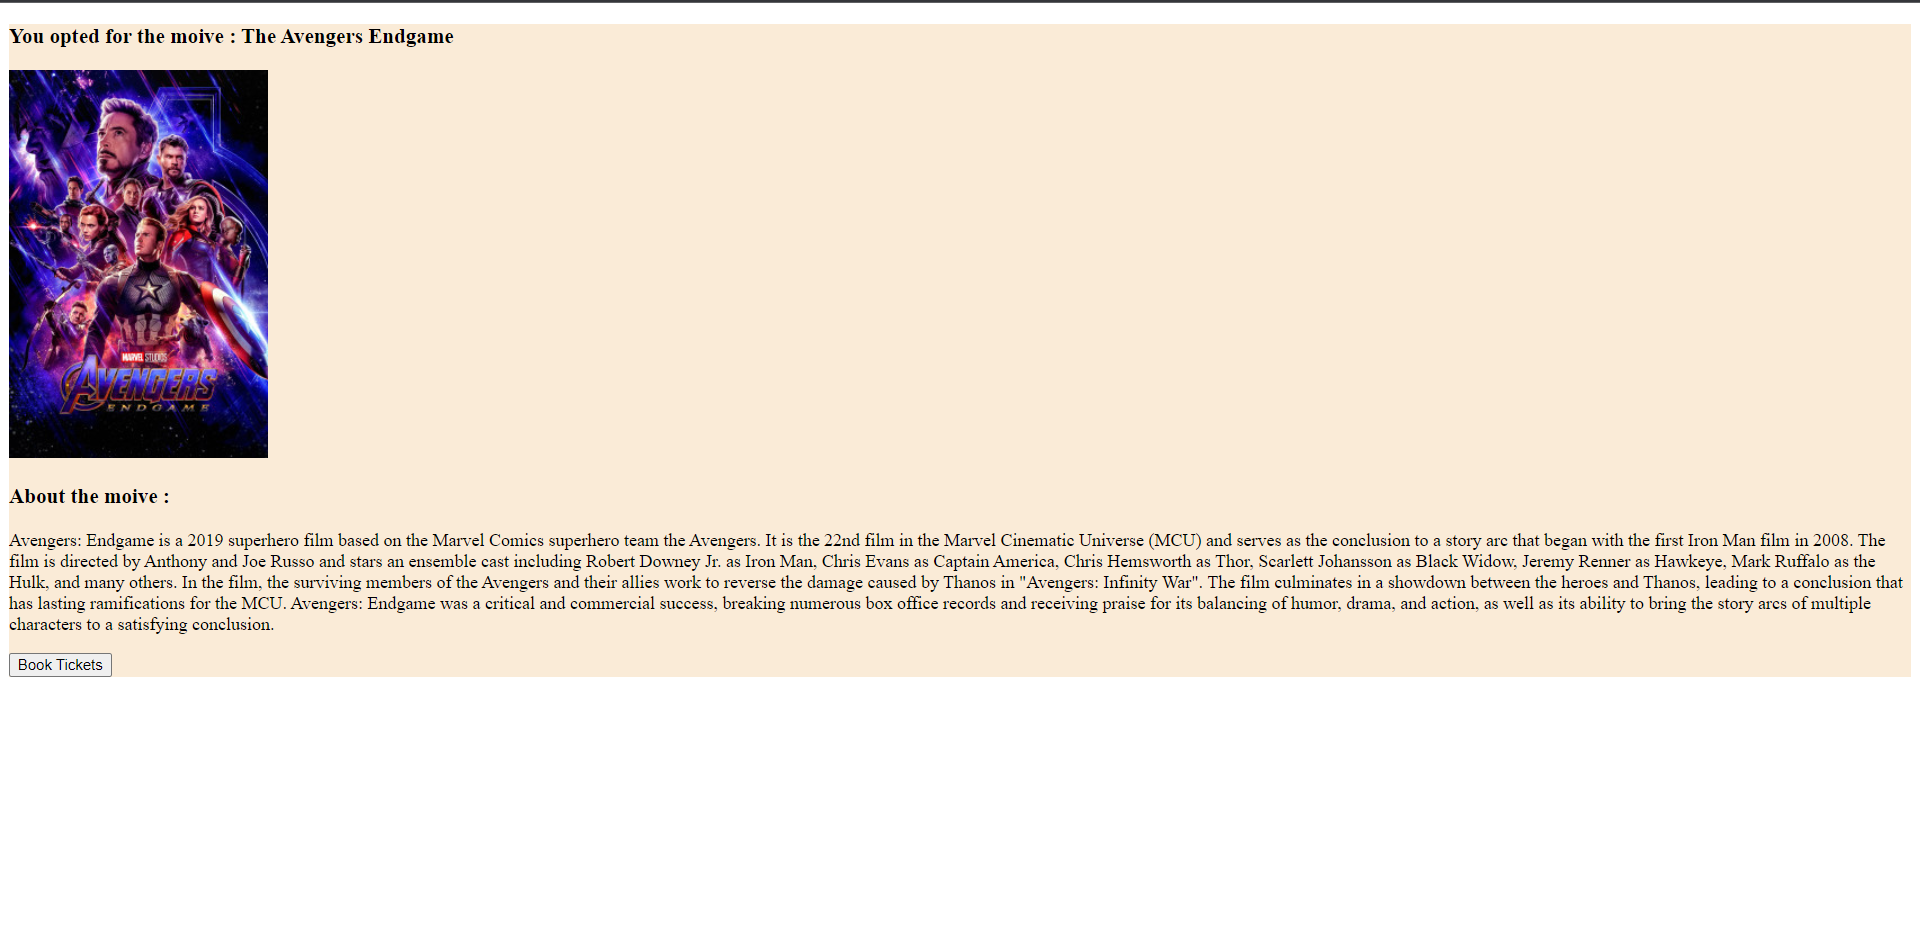 You opted for the moive : The Avengers Endgame
MARVEL STUDIOS
AVENGERS
ENDGAME
About the moive :
Avengers: Endgame is a 2019 superhero film based on the Marvel Comics superhero team the Avengers. It is the 22nd film in the Marvel Cinematic Universe (MCU) and serves as the conclusion to a story arc that began with the first Iron Man film in 2008. The
film is directed by Anthony and Joe Russo and stars an ensemble cast including Robert Downey Jr. as Iron Man, Chris Evans as Captain America, Chris Hemsworth as Thor, Scarlett Johansson as Black Widow, Jeremy Renner as Hawkeye, Mark Ruffalo as the
Hulk, and many others. In the film, the surviving members of the Avengers and their allies work to reverse the damage caused by Thanos in "Avengers: Infinity War". The film culminates in a showdown between the heroes and Thanos, leading to a conclusion that
has lasting ramifications for the MCU. Avengers: Endgame was a critical and commercial success, breaking numerous box office records and receiving praise for its balancing of humor, drama, and action, as well as its ability to bring the story arcs of multiple
characters to a satisfying conclusion.
Book Tickets